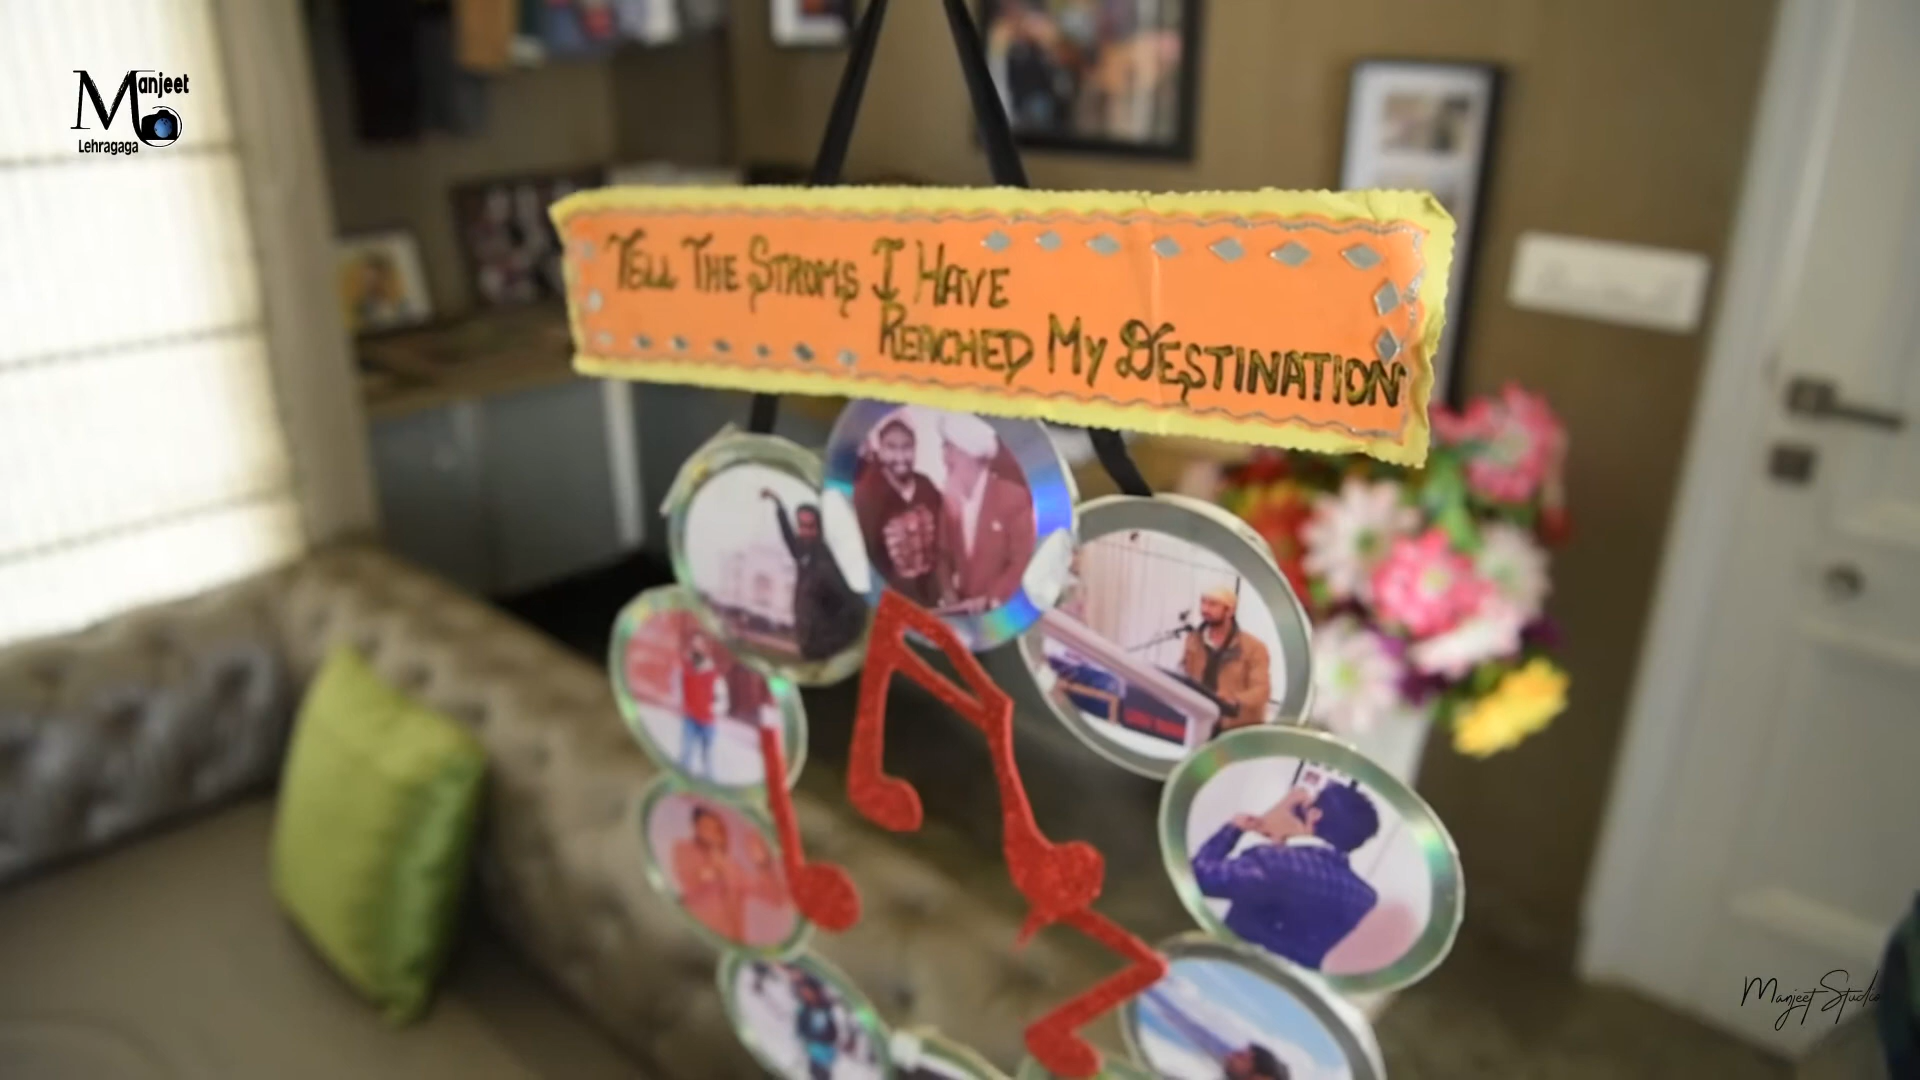 Manjeet
Lehragaga
TELL THE STROMS I HAVE
REACHED MY DESTINATION
Manjeet Studio